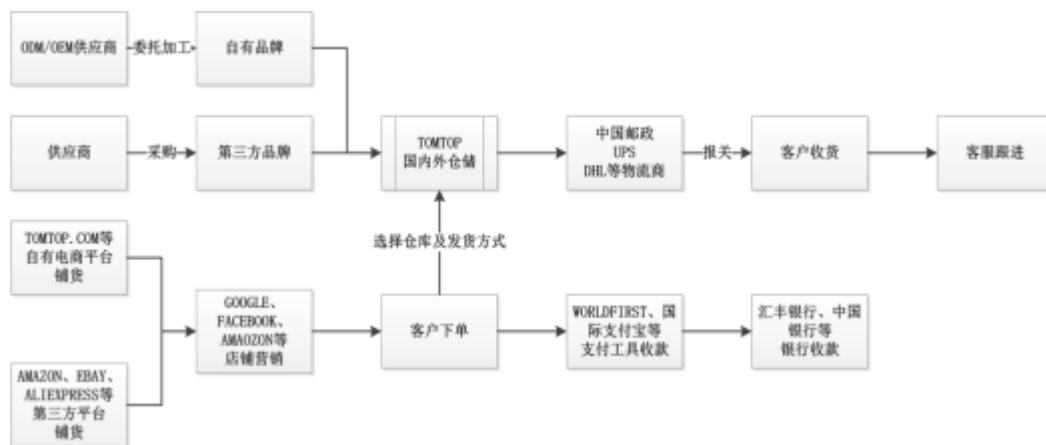 ODM/OEM供应商
委托加工
自有品牌
供应商
采购
第三方品牌
TOMTOP
国内外仓储
中国邮政
UPS
DHL等物流商
报关
客户收货
客服跟进
选择仓库及发货方式
TOMTOP.COM等
自有电商平台
铺货
AMAZON、EBAY、
ALIEXPRESS等
第三方平台
铺货
GOOGLE、
FACEBOOK、
AMAOZON等
店铺营销
客户下单
WORLDFIRST、国
际支付宝等
支付工具收款
汇丰银行、中国
银行等
银行收款